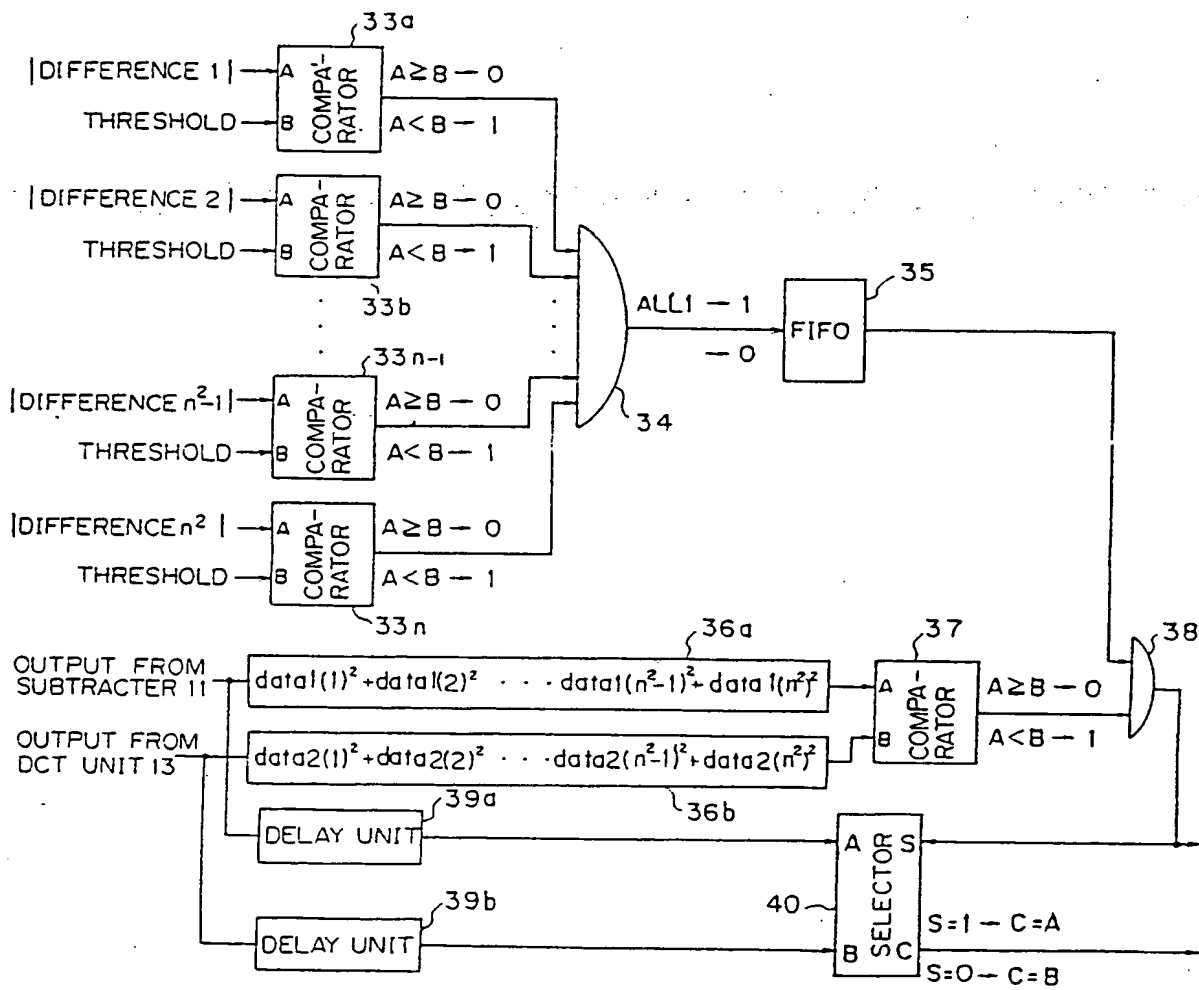 33a
|DIFFERENCE 1|
A
A≥B → 0
THRESHOLD
B
COMPA-
RATOR
A<B → 1
|DIFFERENCE 2|
A
A≥B → 0
THRESHOLD
B
COMPA-
RATOR
A<B → 1
33b
33n-1
|DIFFERENCE n²-1|
A
A≥B → 0
THRESHOLD
B
COMPA-
RATOR
A<B → 1
|DIFFERENCE n²|
A
A≥B → 0
THRESHOLD
B
COMPA-
RATOR
A<B → 1
33n
34
ALL1 → 1
→ 0
35
FIFO
36a
OUTPUT FROM
SUBTRACTER 11
data1(1)²+data1(2)² · · · data1(n²-1)²+data1(n²)²
OUTPUT FROM
DCT UNIT 13
data2(1)²+data2(2)² · · · data2(n²-1)²+data2(n²)²
36b
37
A
B
COMPA-
RATOR
A≥B → 0
A<B → 1
38
39a
DELAY UNIT
39b
DELAY UNIT
40
A
S
SELECTOR
B
C
S=1 → C=A
S=0 → C=B